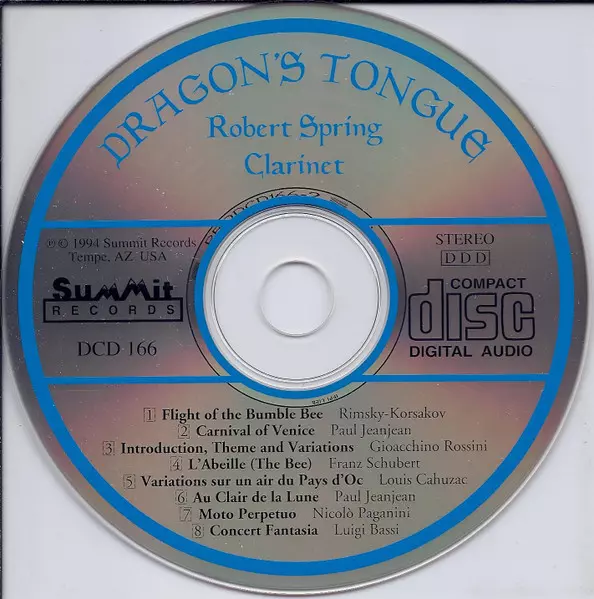 DRAGON'S TONGUE
Robert Spring
Clarinet
℗ © 1994 Summit Records
Tempe, AZ USA
Summit
RECORDS
DCD 166
STEREO
DDD
COMPACT
disc
DIGITAL AUDIO
1 Flight of the Bumble Bee Rimsky-Korsakov
2 Carnival of Venice Paul Jeanjean
3 Introduction, Theme and Variations Gioacchino Rossini
4 L'Abeille (The Bee) Franz Schubert
5 Variations sur un air du Pays d'Oc Louis Cahuzac
6 Au Clair de la Lune Paul Jeanjean
7 Moto Perpetuo Nicolò Paganini
8 Concert Fantasia Luigi Bassi